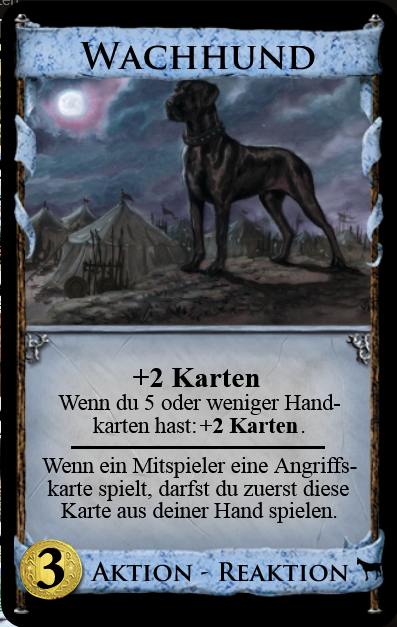 Wachhund
+2 Karten
Wenn du 5 oder weniger Hand-
karten hast: +2 Karten.
Wenn ein Mitspieler eine Angriffs-
karte spielt, darfst du zuerst diese
Karte aus deiner Hand spielen.
3 Aktion - Reaktion